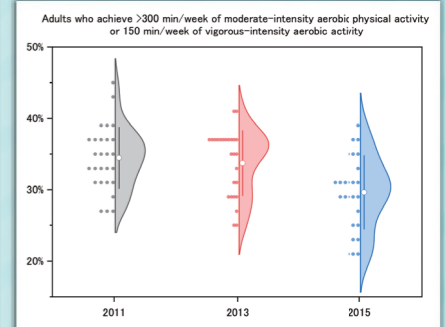 Adults who achieve >300 min/week of moderate-intensity aerobic physical activity
or 150 min/week of vigorous-intensity aerobic activity
50%
40%
30%
20%
2011 2013 2015